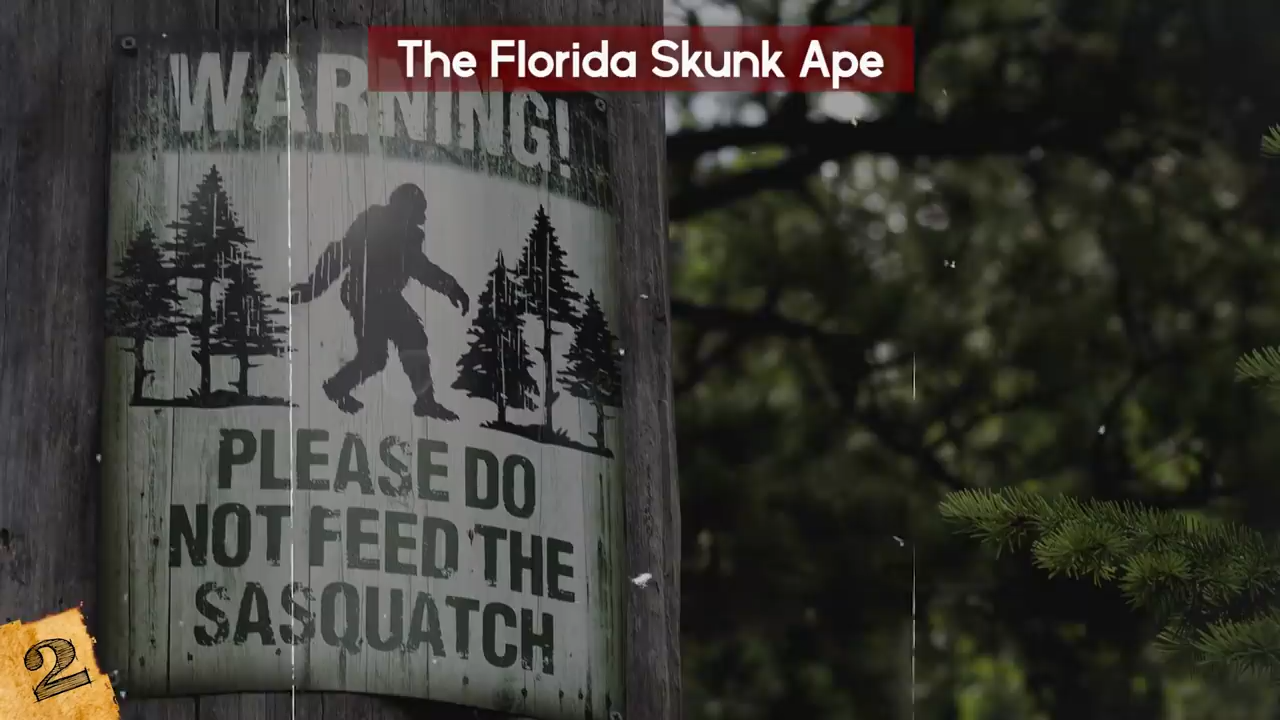 The Florida Skunk Ape
WARNING!
PLEASE DO
NOT FEED THE
SASQUATCH
2